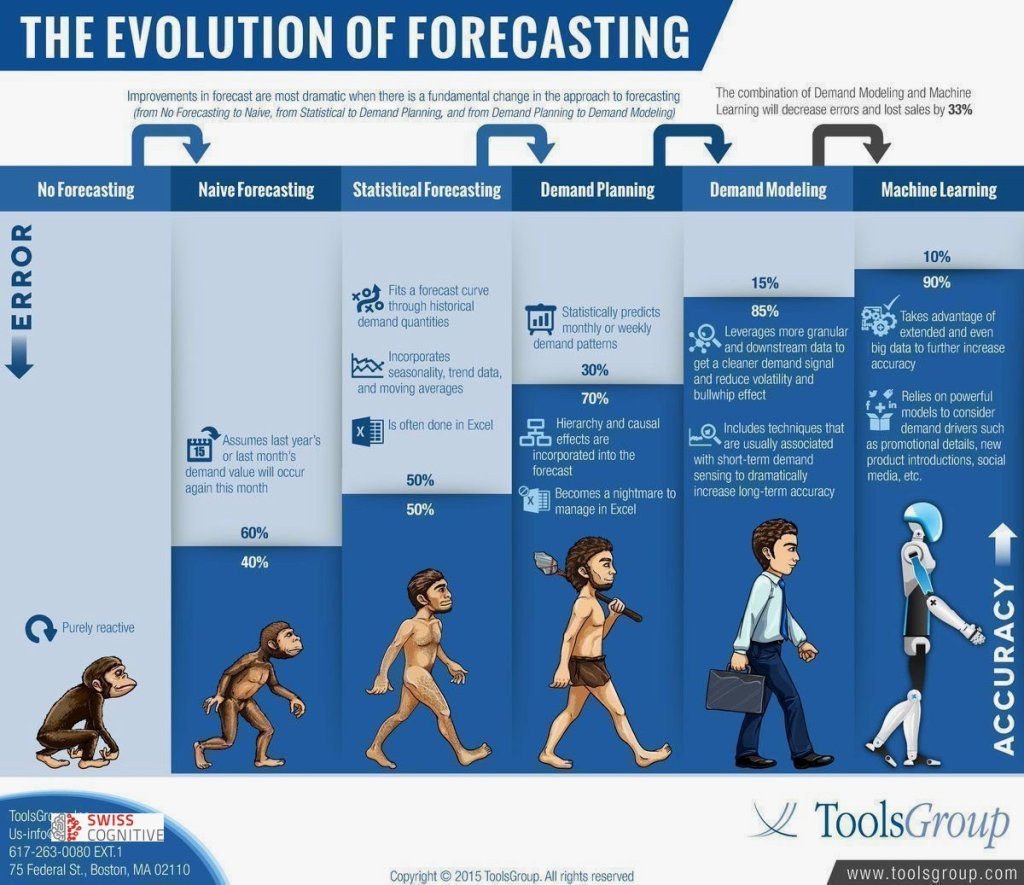 THE EVOLUTION OF FORECASTING
Improvements in forecast are most dramatic when there is a fundamental change in the approach to forecasting
(from No Forecasting to Naive, from Statistical to Demand Planning, and from Demand Planning to Demand Modeling)
The combination of Demand Modeling and Machine
Learning will decrease errors and lost sales by 33%
No Forecasting
Naive Forecasting
Statistical Forecasting
Demand Planning
Demand Modeling
Machine Learning
ERROR
Purely reactive
15
Assumes last year's
or last month's
demand value will occur
again this month
60%
40%
Fits a forecast curve
through historical
demand quantities
Incorporates
seasonality, trend data,
and moving averages
X
Is often done in Excel
50%
50%
Statistically predicts
monthly or weekly
demand patterns
30%
70%
Hierarchy and causal
effects are
incorporated into the
forecast
X
Becomes a nightmare to
manage in Excel
15%
85%
Leverages more granular
and downstream data to
get a cleaner demand signal
and reduce volatility and
bullwhip effect
Includes techniques that
are usually associated
with short-term demand
sensing to dramatically
increase long-term accuracy
10%
90%
Takes advantage of
extended and even
big data to further increase
accuracy
Relies on powerful
models to consider
demand drivers such
as promotional details, new
product introductions, social
media, etc.
ACCURACY
SWISS
COGNITIVE
617-263-0080 EXT.1
75 Federal St., Boston, MA 02110
Copyright © 2015 ToolsGroup. All rights reserved
ToolsGroup
www.toolsgroup.com